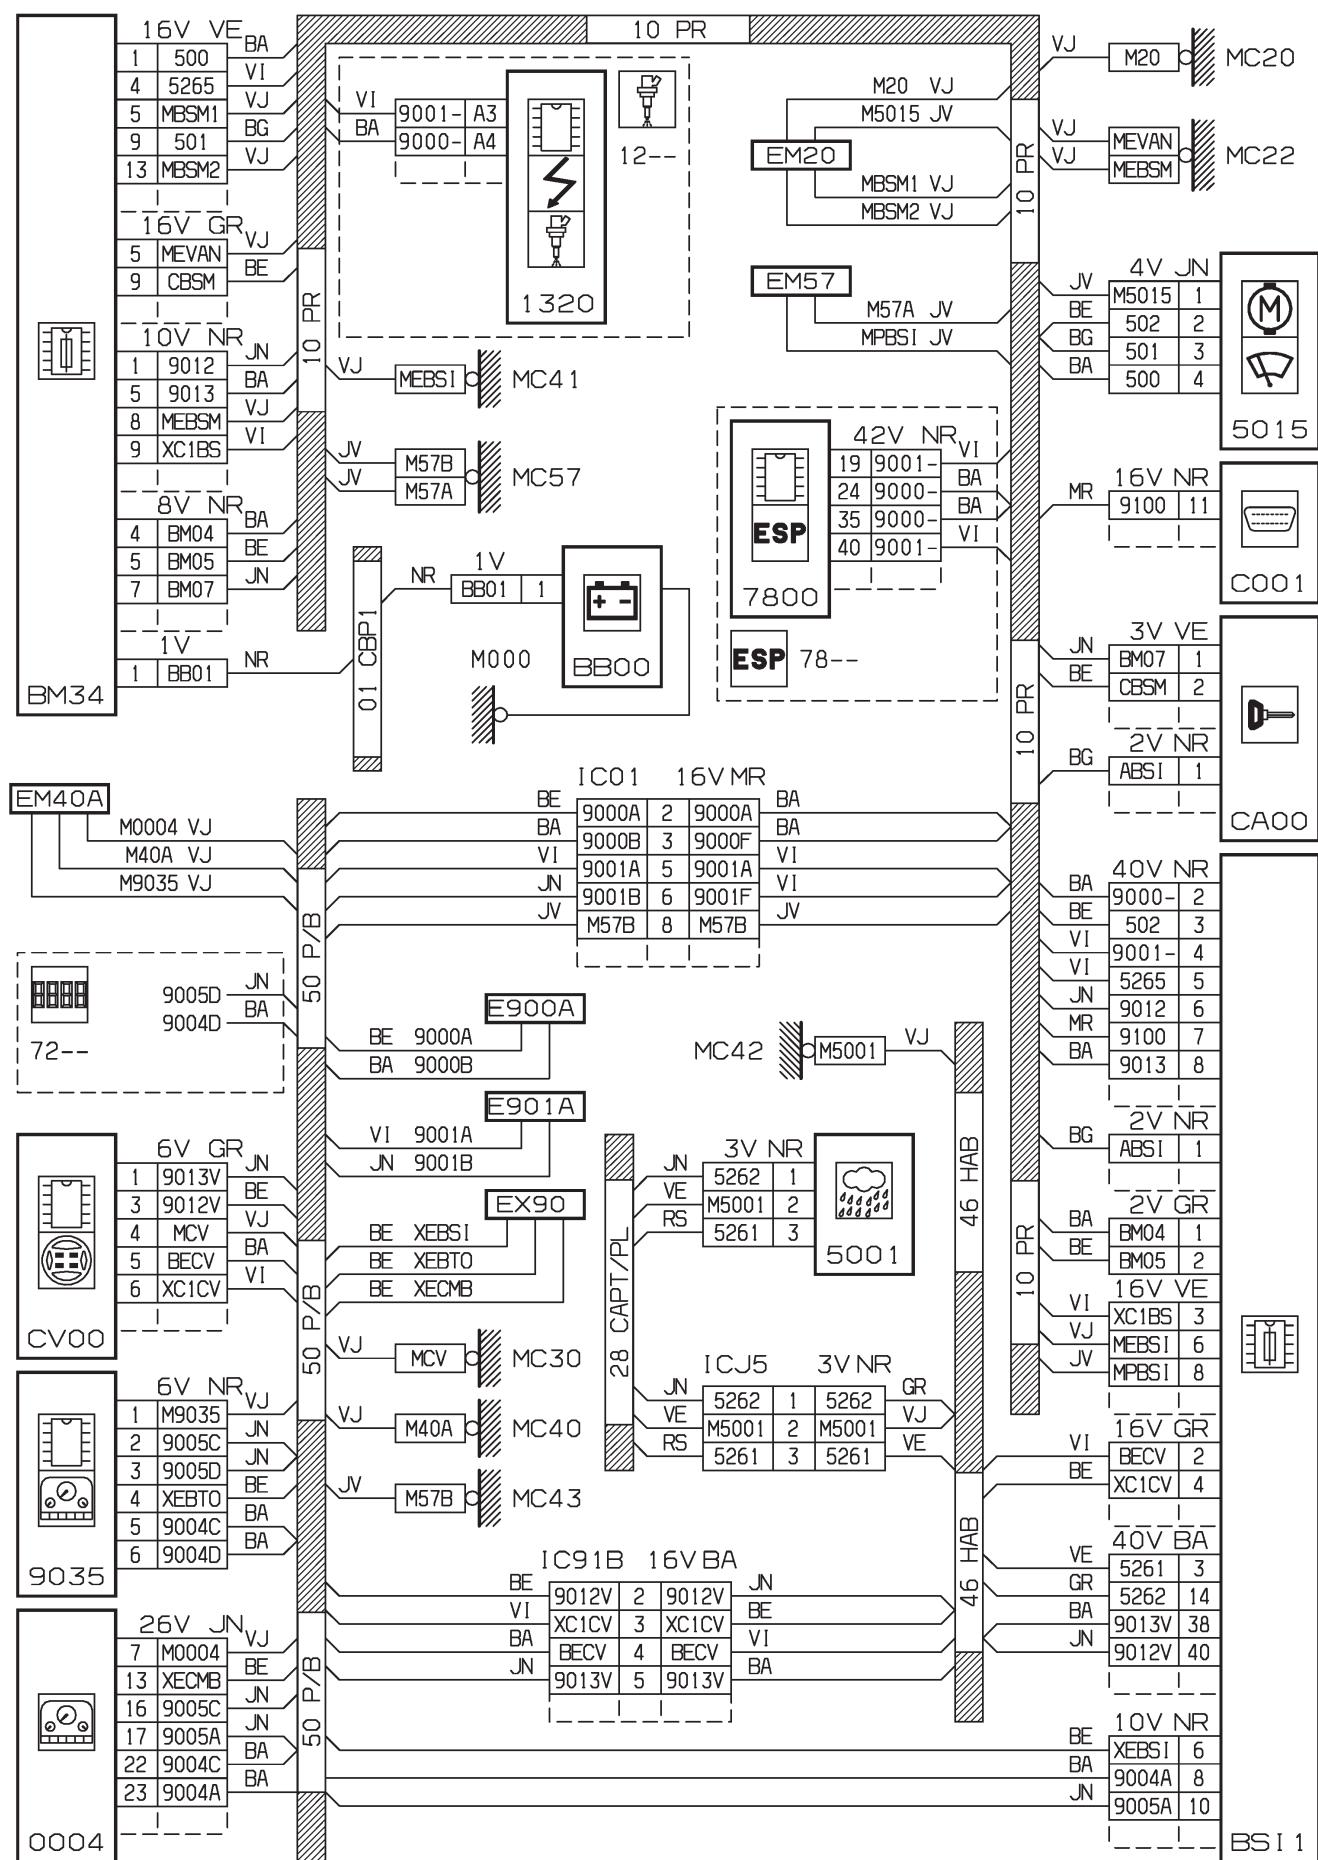 10 PR
16V VE
1 500 BA
4 5265 VI
5 MBSM1 VJ
9 501 BG
13 MBSM2 VJ
16V GR
5 MEVAN VJ
9 CBSM BE
10V NR
1 9012 JN
5 9013 BA
8 MEBSM VJ
9 XC1BS VI
8V NR
4 BM04 BA
5 BM05 BE
7 BM07 JN
1V
1 BB01 NR
BM34
10 PR
VI 9001- A3
BA 9000- A4
1320
12--
VJ MEBSI MC41
JV M57B
JV M57A
MC57
01 CBP1
NR
1V
BB01 1
BB00
M000
M20 VJ
M5015 JV
EM20
MBSM1 VJ
MBSM2 VJ
EM57
M57A JV
MPBSI JV
10 PR
42V NR
19 9001- VI
24 9000- BA
35 9000- BA
40 9001- VI
ESP
7800
ESP 78--
VJ M20 MC20
VJ MEVAN
VJ MEBSM
MC22
4V JN
JV M5015 1
BE 502 2
BG 501 3
BA 500 4
M
5015
16V NR
MR 9100 11
C001
3V VE
JN BM07 1
BE CBSM 2
2V NR
BG ABSI 1
CA00
10 PR
EM40A
M0004 VJ
M40A VJ
M9035 VJ
50 P/B
IC01 16V MR
BE 9000A 2 9000A BA
BA 9000B 3 9000F BA
VI 9001A 5 9001A VI
JN 9001B 6 9001F VI
JV M57B 8 M57B JV
9005D JN
9004D BA
72--
E900A
BE 9000A
BA 9000B
E901A
VI 9001A
JN 9001B
EX90
BE XEBSI
BE XEBTO
BE XECMB
6V GR
1 9013V JN
3 9012V BE
4 MCV VJ
5 BECV BA
6 XC1CV VI
CV00
50 P/B
VJ MCV MC30
VJ M40A MC40
JV M57B MC43
6V NR
1 M9035 VJ
2 9005C JN
3 9005D JN
4 XEBTO BE
5 9004C BA
6 9004D BA
9035
MC42 M5001 VJ
46 HAB
28 CAPT/PL
3V NR
JN 5262 1
VE M5001 2
RS 5261 3
5001
ICJ5 3V NR
JN 5262 1 5262 GR
VE M5001 2 M5001 VJ
RS 5261 3 5261 VE
46 HAB
IC91B 16V BA
BE 9012V 2 9012V JN
VI XC1CV 3 XC1CV BE
BA BECV 4 BECV VI
JN 9013V 5 9013V BA
26V JN
7 M0004 VJ
13 XECMB BE
16 9005C JN
17 9005A JN
22 9004C BA
23 9004A BA
0004
50 P/B
40V NR
BA 9000- 2
BE 502 3
VI 9001- 4
VI 5265 5
JN 9012 6
MR 9100 7
BA 9013 8
2V NR
BG ABSI 1
2V GR
BA BM04 1
BE BM05 2
10 PR
16V VE
VI XC1BS 3
VJ MEBSI 6
JV MPBSI 8
16V GR
VI BECV 2
BE XC1CV 4
40V BA
VE 5261 3
GR 5262 14
BA 9013V 38
JN 9012V 40
10V NR
BE XEBSI 6
BA 9004A 8
JN 9005A 10
BSI1